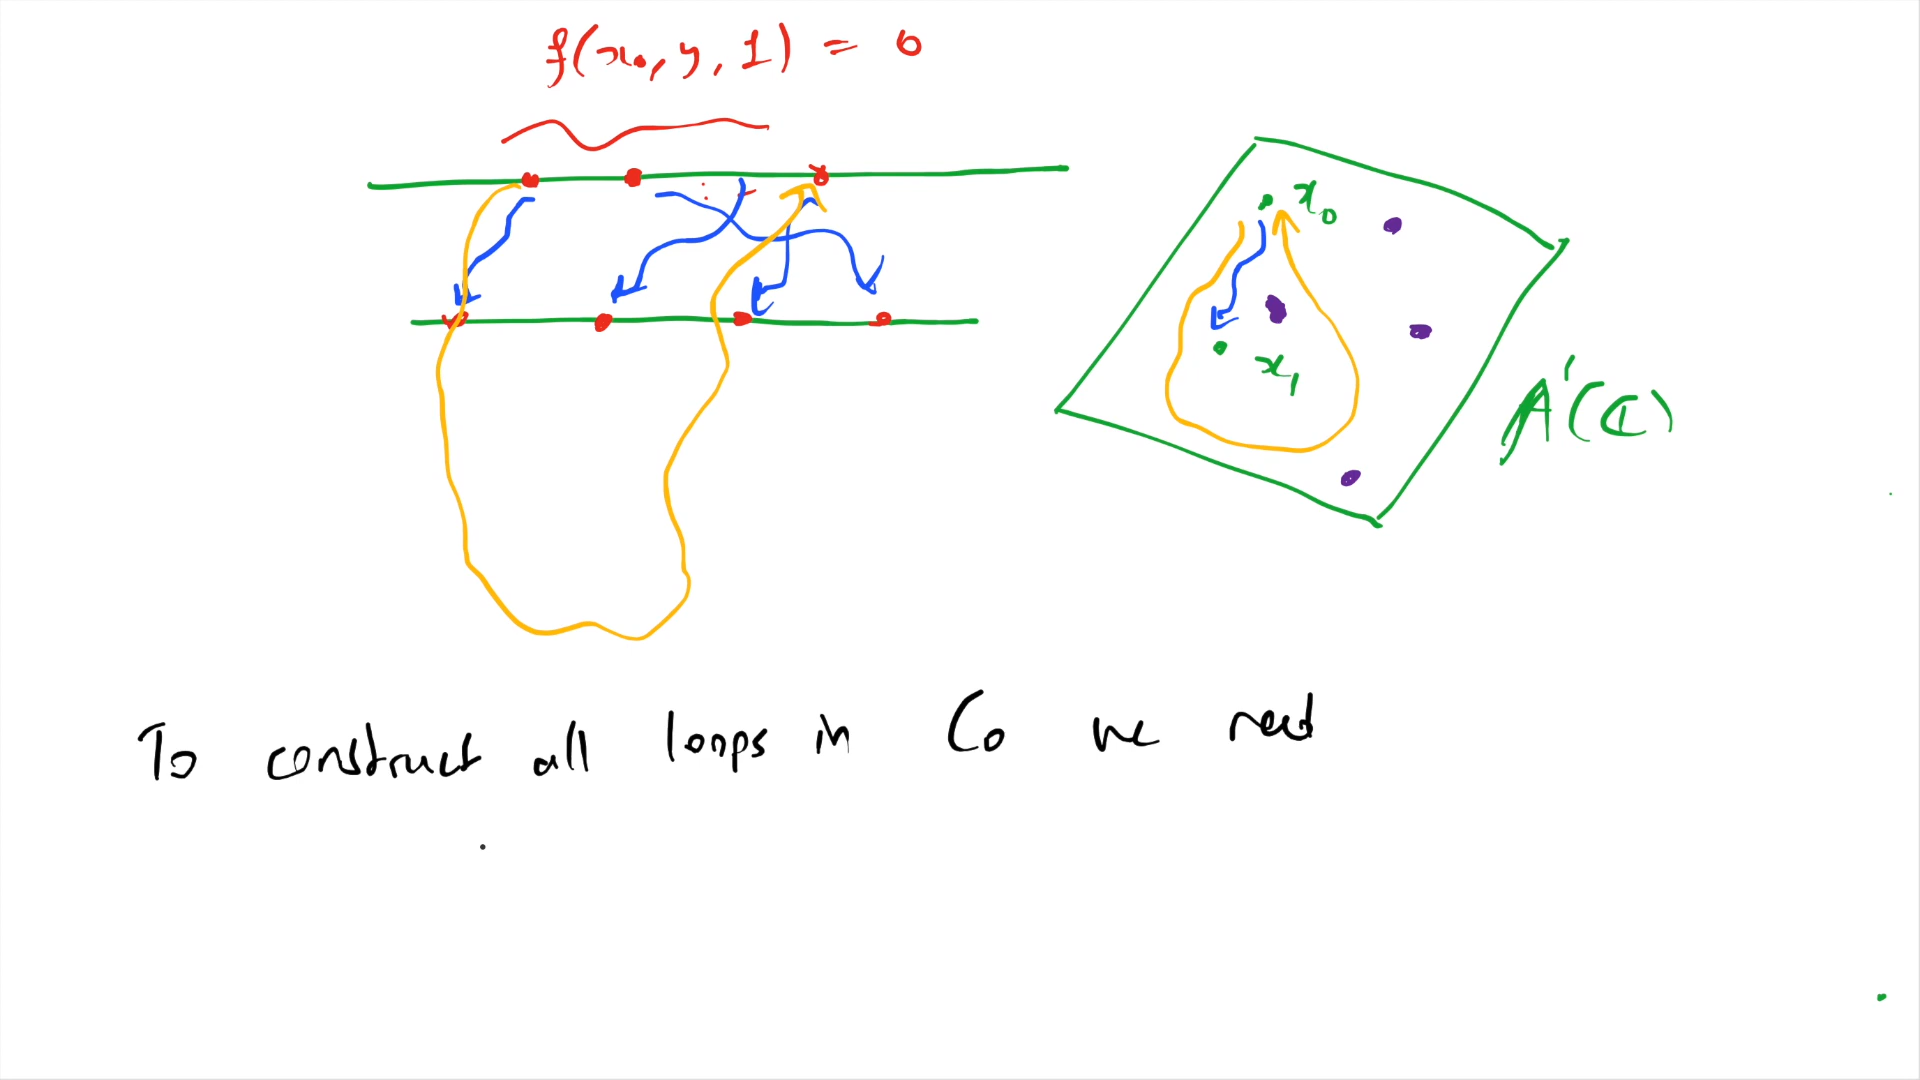 f(x₀, y, 1) = 0
x₀
x₁
A¹(ℂ)
To construct all loops in C₀ we need